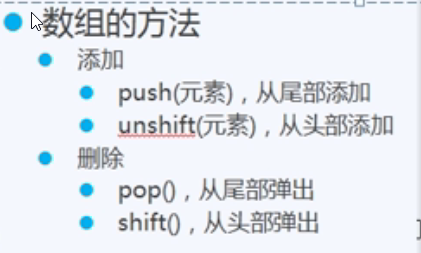 数组的方法
添加
push(元素)，从尾部添加
unshift(元素)，从头部添加
删除
pop()，从尾部弹出
shift()，从头部弹出